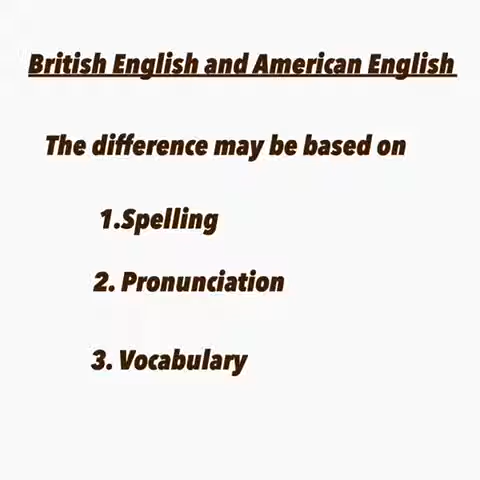 British English and American English
The difference may be based on
1.Spelling
2. Pronunciation
3. Vocabulary